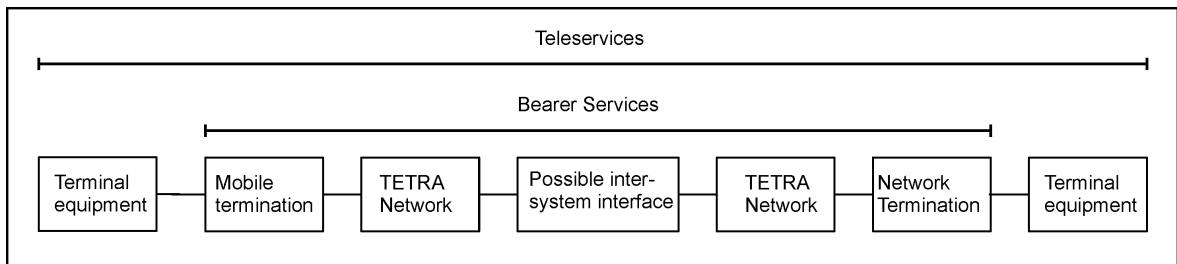 Teleservices
Bearer Services
Terminal
equipment
Mobile
termination
TETRA
Network
Possible inter-
system interface
TETRA
Network
Network
Termination
Terminal
equipment